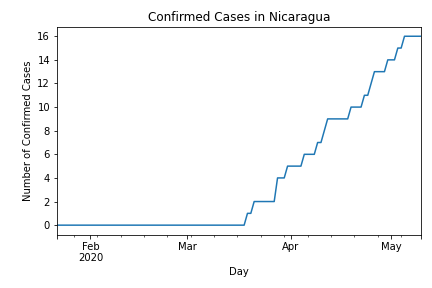 Confirmed Cases in Nicaragua
16
14
12
10
8
6
4
2
0
Number of Confirmed Cases
Feb
2020
Mar
Apr
May
Day